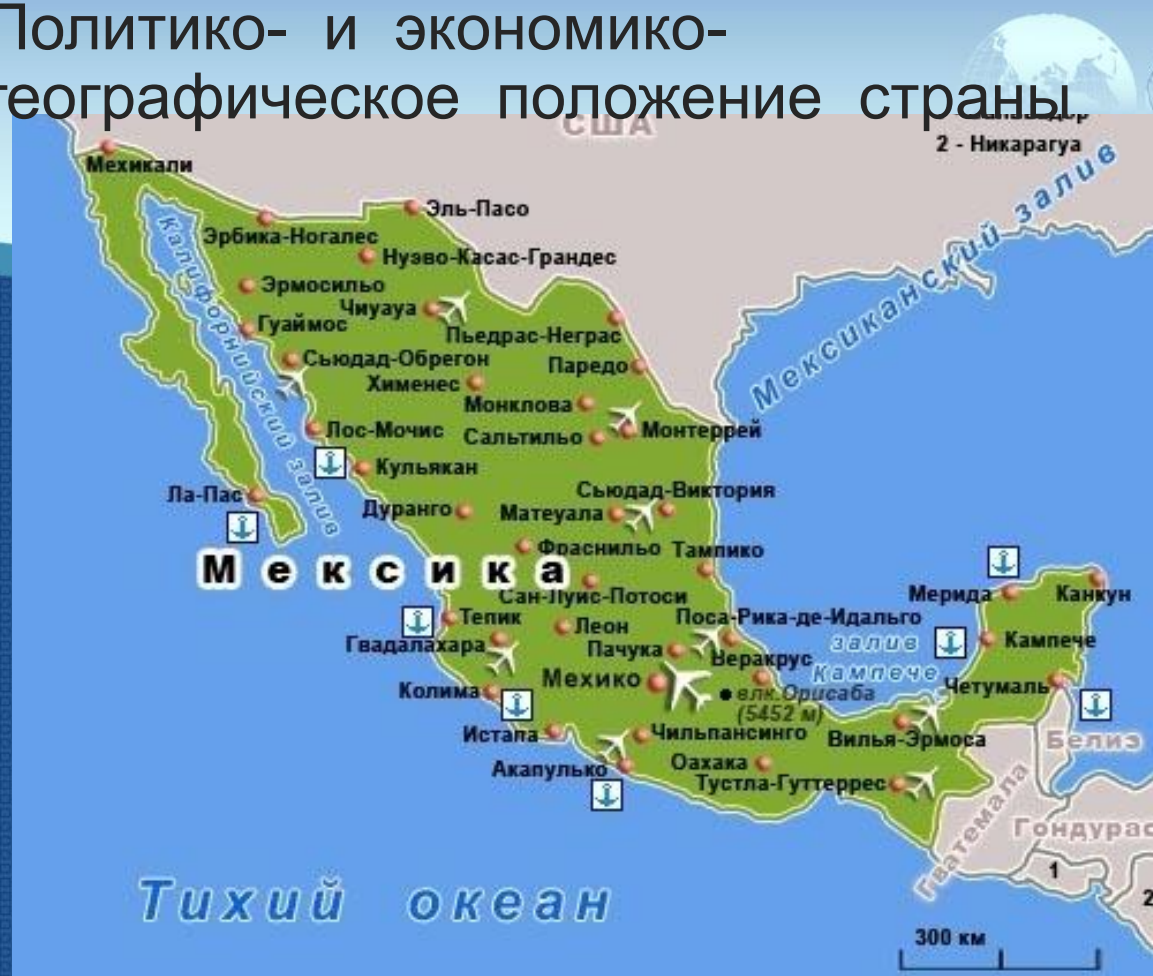 Политико- и экономико-
географическое положение страны
США
2 - Никарагуа
Мексиканский залив
Мехикали
Эль-Пасо
Эрбика-Ногалес
Нуэво-Касас-Грандес
Калифорнийский залив
Эрмосильо
Чиуауа
Гуаймос
Пьедрас-Неграс
Сьюдад-Обрегон
Паредо
Хименес
Монклова
Лос-Мочис
Сальтильо
Монтеррей
Кульякан
Ла-Пас
Сьюдад-Виктория
Дуранго
Матеуала
Фраснильо
Тампико
Мексика
Сан-Луис-Потоси
Мерида
Канкун
Тепик
Леон
Поса-Рика-де-Идальго
Гвадалахара
Пачука
Веракрус
залив
Кампече
Кампече
Мехико
Колима
влк.Орисаба
(5452 м)
Четумаль
Истапа
Чильпансинго
Вилья-Эрмоса
Белиз
Акапулько
Оахака
Тустла-Гуттеррес
Гватемала
Гондурас
1
2
Тихий океан
300 км